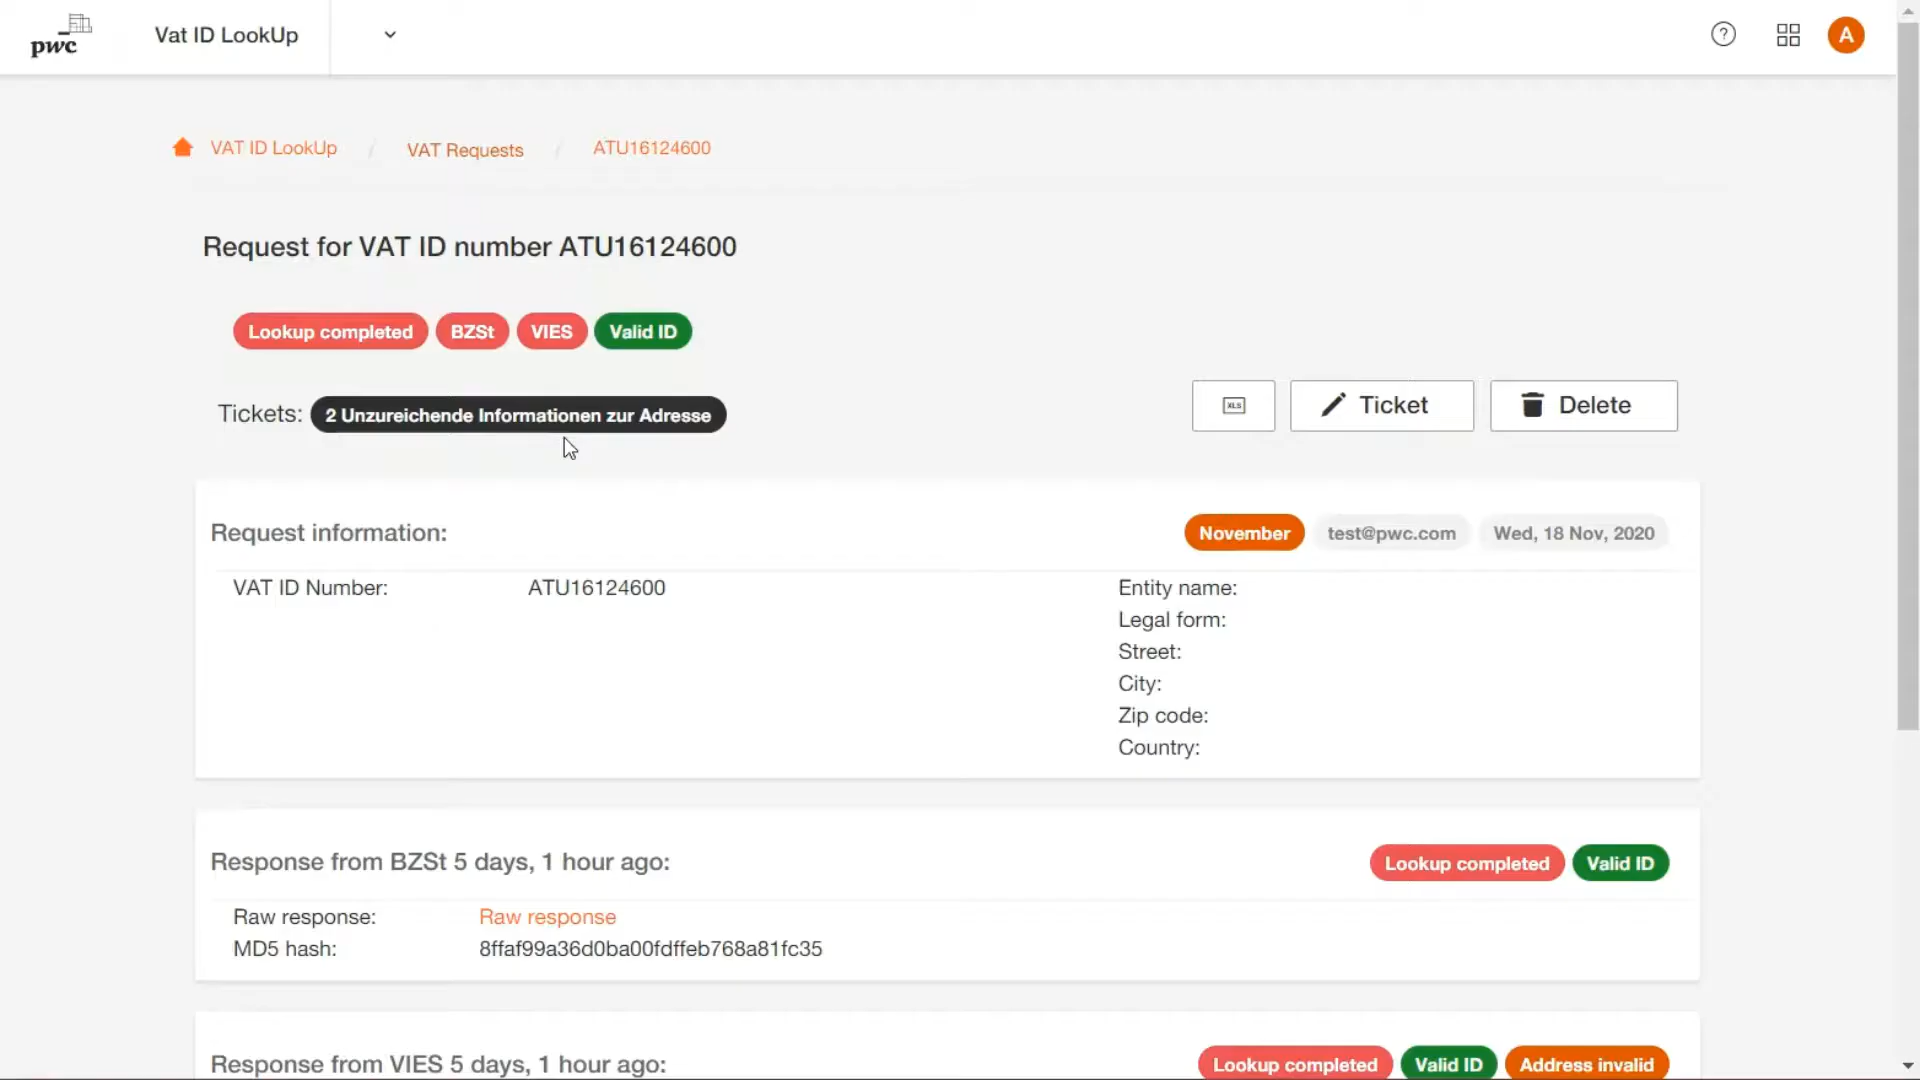 pwc
Vat ID LookUp
A
VAT ID LookUp / VAT Requests / ATU16124600
Request for VAT ID number ATU16124600
Lookup completed BZSt VIES Valid ID
Tickets: 2 Unzureichende Informationen zur Adresse
XLS Ticket Delete
Request information: November test@pwc.com Wed, 18 Nov, 2020
VAT ID Number: ATU16124600 Entity name:
Legal form:
Street:
City:
Zip code:
Country:
Response from BZSt 5 days, 1 hour ago: Lookup completed Valid ID
Raw response: Raw response
MD5 hash: 8ffaf99a36d0ba00fdffeb768a81fc35
Response from VIES 5 days, 1 hour ago: Lookup completed Valid ID Address invalid